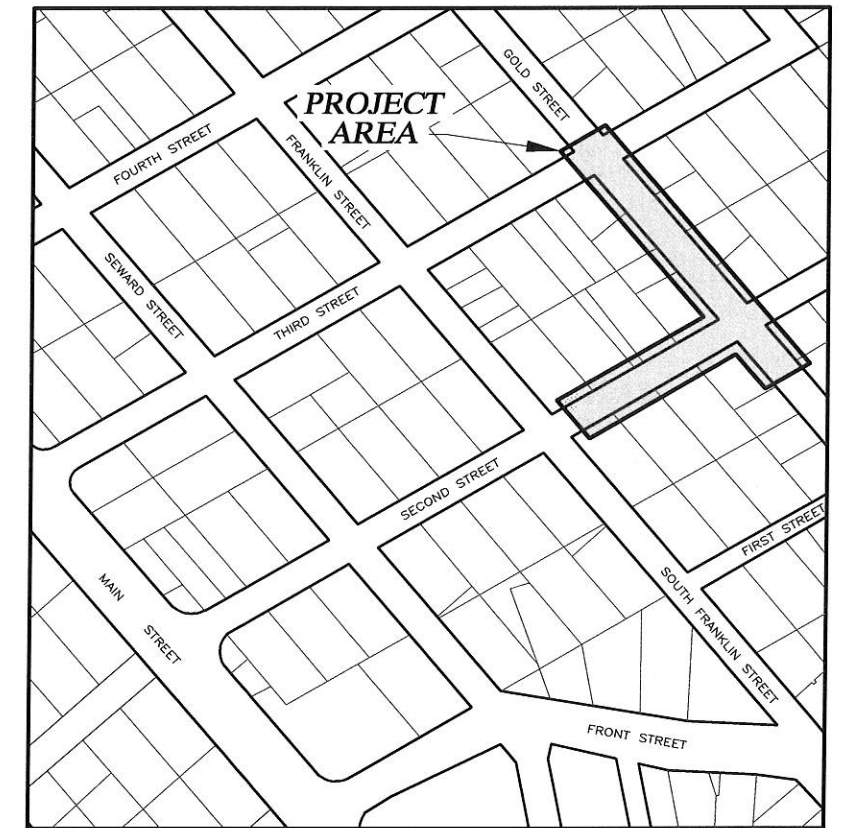 GOLD STREET
PROJECT
AREA
FOURTH STREET
FRANKLIN STREET
SEWARD STREET
THIRD STREET
SECOND STREET
FIRST STREET
MAIN
STREET
SOUTH FRANKLIN STREET
FRONT STREET